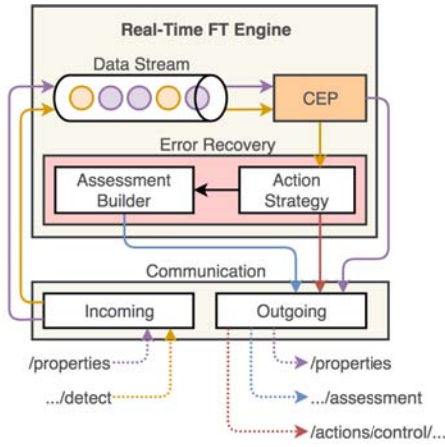 Real-Time FT Engine
Data Stream
CEP
Error Recovery
Assessment
Builder
Action
Strategy
Communication
Incoming
Outgoing
/properties
/properties
.../detect
.../assessment
/actions/control/...